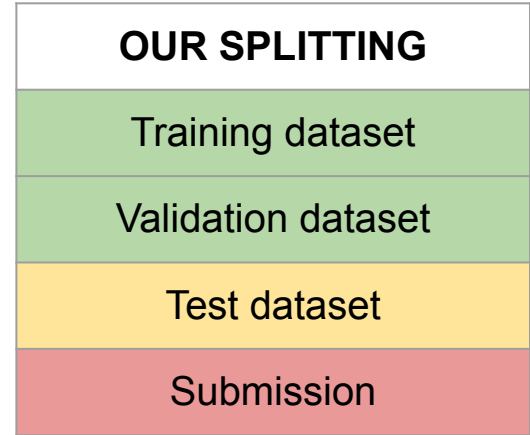 OUR SPLITTING
Training dataset
Validation dataset
Test dataset
Submission